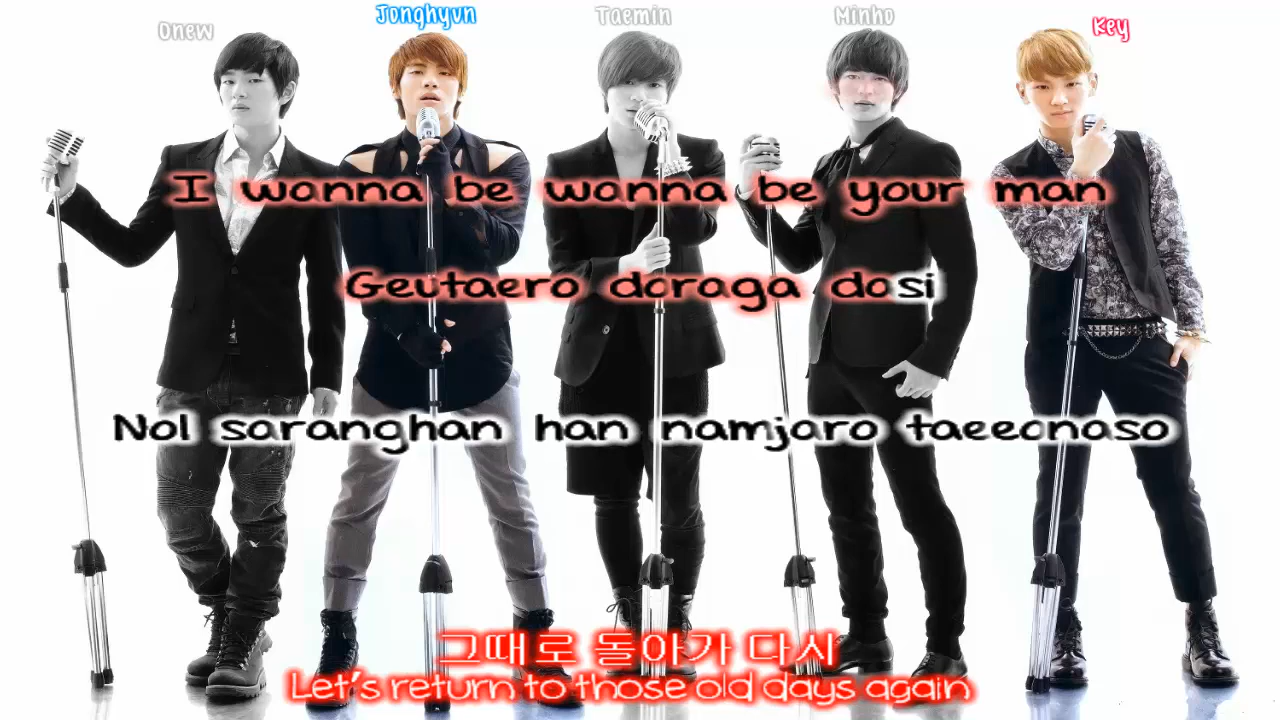 Onew Jonghyun Taemin Minho Key
I wanna be wanna be your man
Geutaero doraga dasi
Nol saranghan han namjaro taeeonaso
그때로 돌아가 다시
Let's return to those old days again